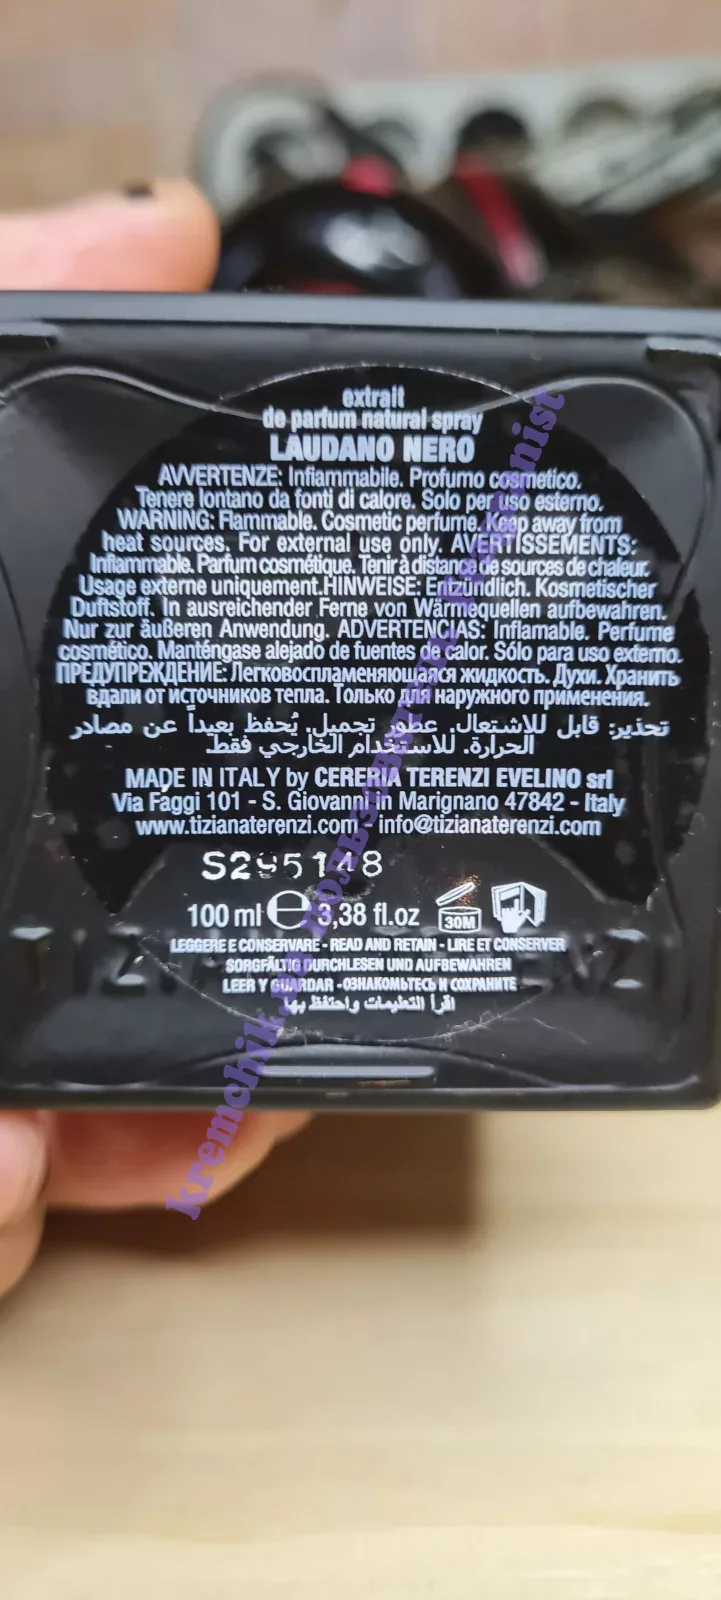 extrait
de parfum natural spray
LAUDANO NERO
AVVERTENZE: Infiammabile. Profumo cosmetico.
Tenere lontano da fonti di calore. Solo per uso esterno.
WARNING: Flammable. Cosmetic perfume. Keep away from
heat sources. For external use only. AVERTISSEMENTS:
Inflammable. Parfum cosmétique. Tenir à distance de sources de chaleur.
Usage externe uniquement.HINWEISE: Entzündlich. Kosmetischer
Duftstoff. In ausreichender Ferne von Wärmequellen aufbewahren.
Nur zur äußeren Anwendung. ADVERTENCIAS: Inflamable. Perfume
cosmético. Manténgase alejado de fuentes de calor. Sólo para uso externo.
ПРЕДУПРЕЖДЕНИЕ: Легковоспламеняющаяся жидкость. Духи. Хранить
вдали от источников тепла. Только для наружного применения.
تحذير: قابل للاشتعال. عطور تجميل. يُحفظ بعيداً عن مصادر
الحرارة. للاستخدام الخارجي فقط
MADE IN ITALY by CERERIA TERENZI EVELINO srl
Via Faggi 101 - S. Giovanni in Marignano 47842 - Italy
www.tizianaterenzi.com - info@tizianaterenzi.com
S295148
100 ml e 3,38 fl.oz 30M
LEGGERE E CONSERVARE - READ AND RETAIN - LIRE ET CONSERVER
SORGFÄLTIG DURCHLESEN UND AUFBEWAHREN
LEER Y GUARDAR - ОЗНАКОМЬТЕСЬ И СОХРАНИТЕ
اقرأ التعليمات واحتفظ بها
kremchik.ru